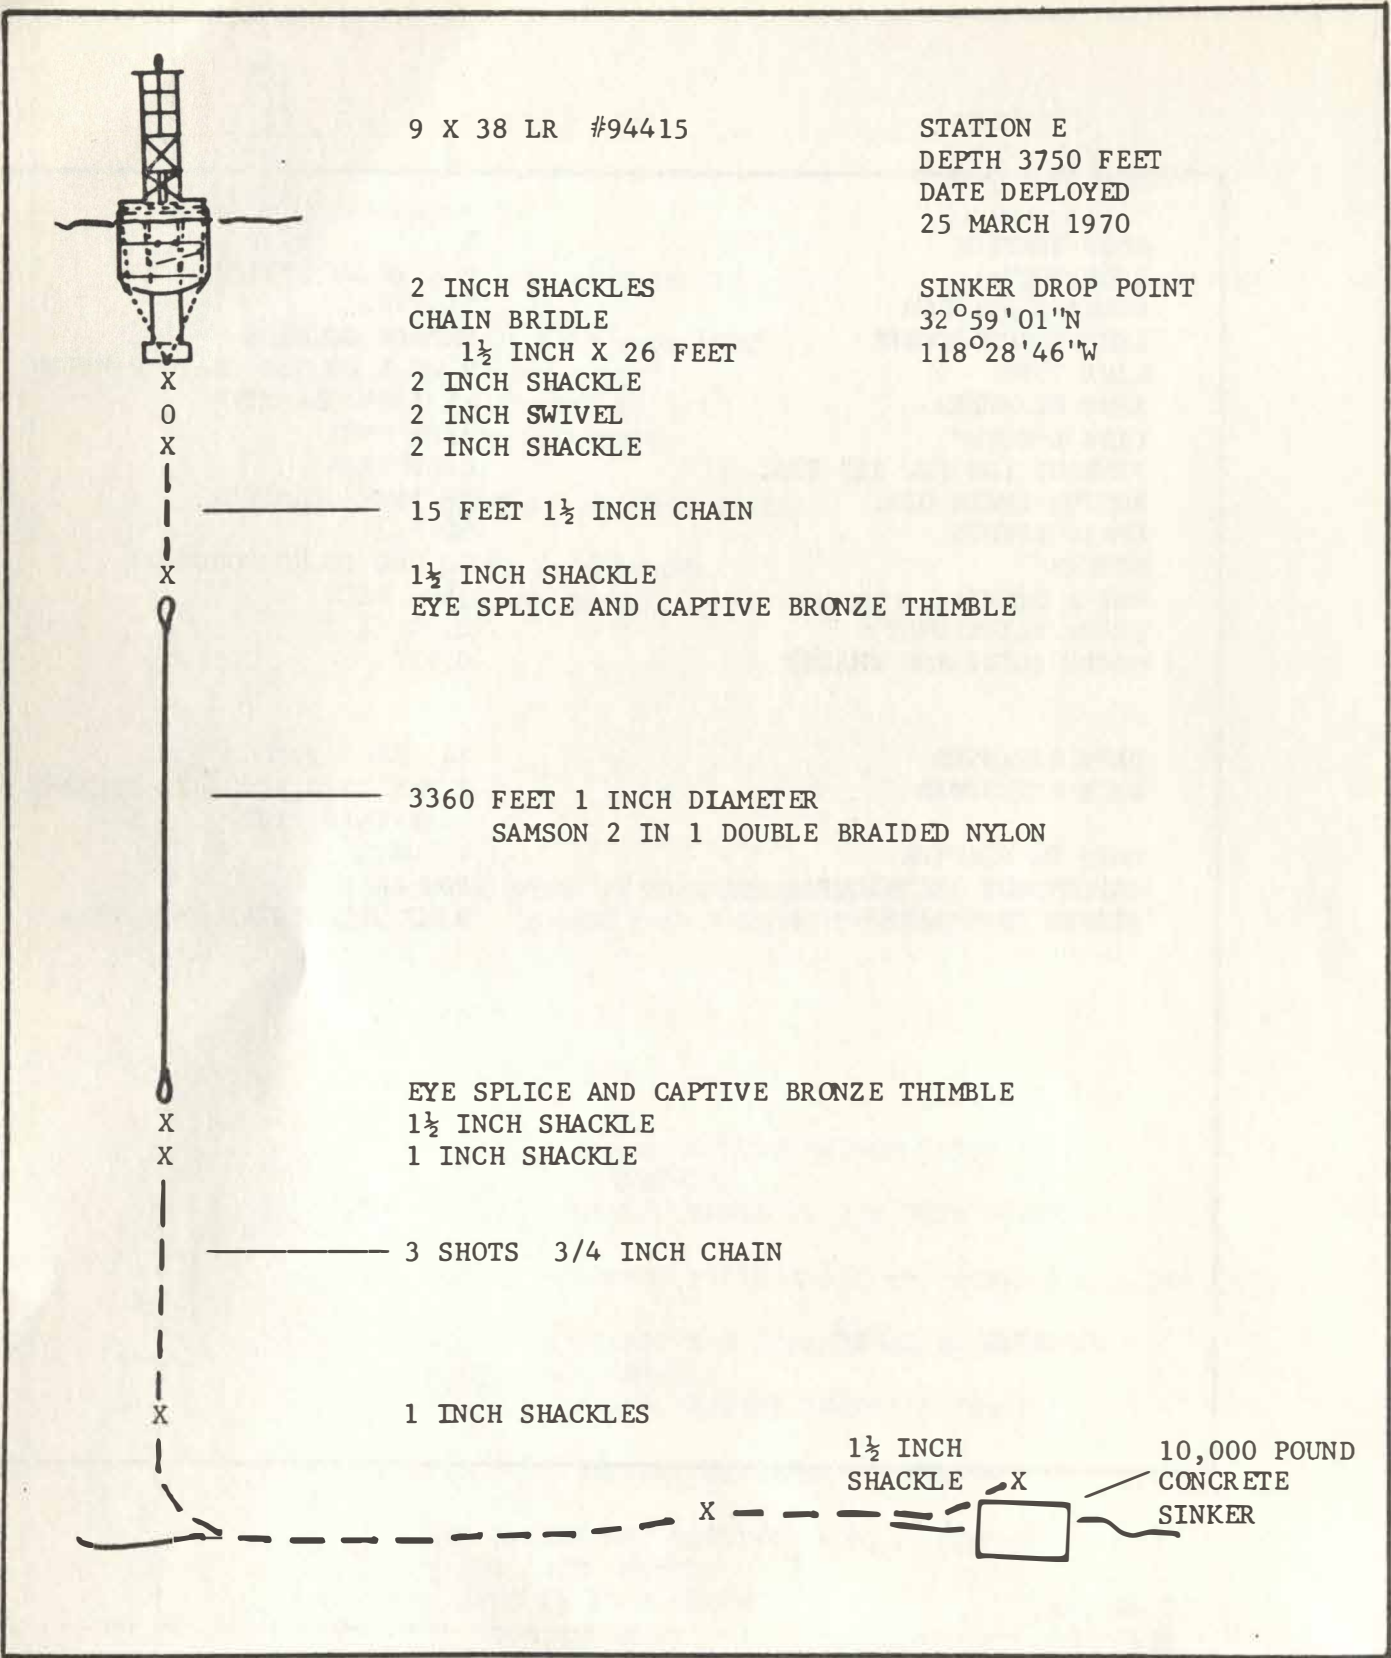 9 X 38 LR #94415
STATION E
DEPTH 3750 FEET
DATE DEPLOYED
25 MARCH 1970
2 INCH SHACKLES
CHAIN BRIDLE
1½ INCH X 26 FEET
SINKER DROP POINT
32°59'01"N
118°28'46"W
X
2 INCH SHACKLE
O
2 INCH SWIVEL
X
2 INCH SHACKLE
15 FEET 1½ INCH CHAIN
X
1½ INCH SHACKLE
EYE SPLICE AND CAPTIVE BRONZE THIMBLE
3360 FEET 1 INCH DIAMETER
SAMSON 2 IN 1 DOUBLE BRAIDED NYLON
EYE SPLICE AND CAPTIVE BRONZE THIMBLE
X
1½ INCH SHACKLE
X
1 INCH SHACKLE
3 SHOTS 3/4 INCH CHAIN
X
1 INCH SHACKLES
1½ INCH
SHACKLE
X
X
10,000 POUND
CONCRETE
SINKER